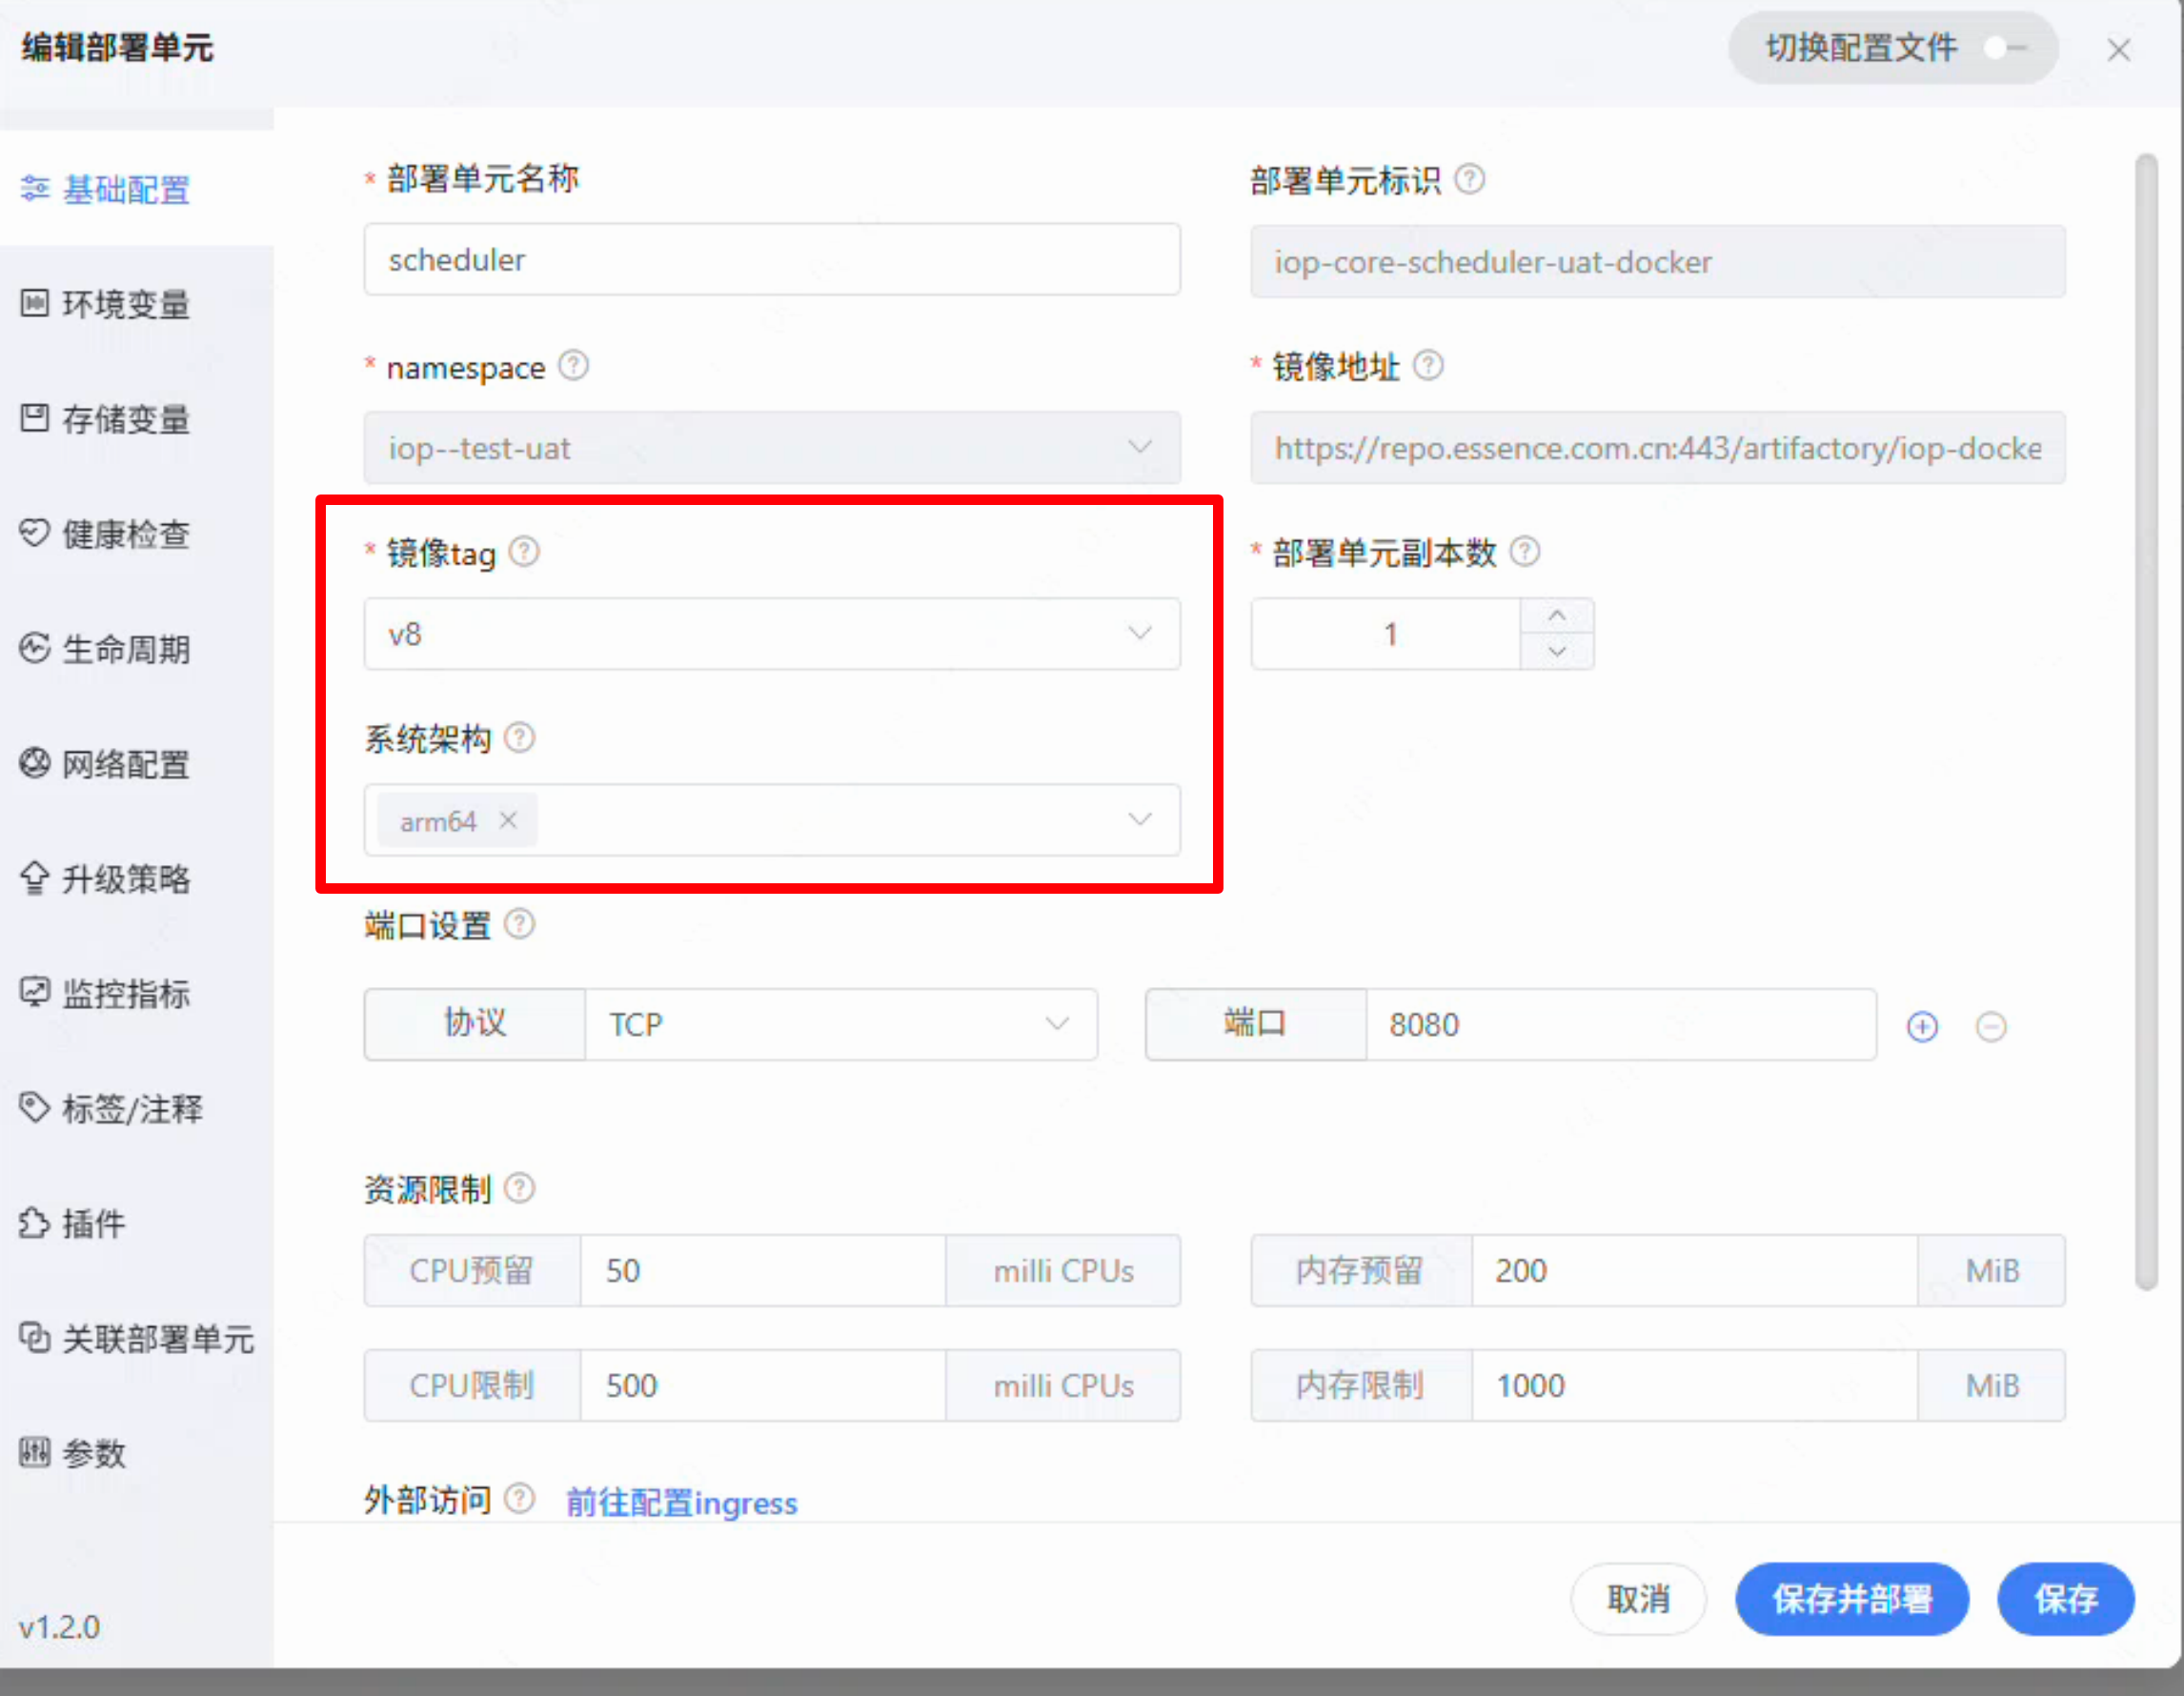 编辑部署单元
切换配置文件
基础配置
环境变量
存储变量
健康检查
生命周期
网络配置
升级策略
监控指标
标签/注释
插件
关联部署单元
参数
v1.2.0
* 部署单元名称
部署单元标识
scheduler
iop-core-scheduler-uat-docker
* namespace
* 镜像地址
iop--test-uat
https://repo.essence.com.cn:443/artifactory/iop-docke
* 镜像tag
* 部署单元副本数
v8
1
系统架构
arm64
端口设置
协议 TCP 端口 8080
资源限制
CPU预留 50 milli CPUs 内存预留 200 MiB
CPU限制 500 milli CPUs 内存限制 1000 MiB
外部访问 前往配置ingress
取消 保存并部署 保存